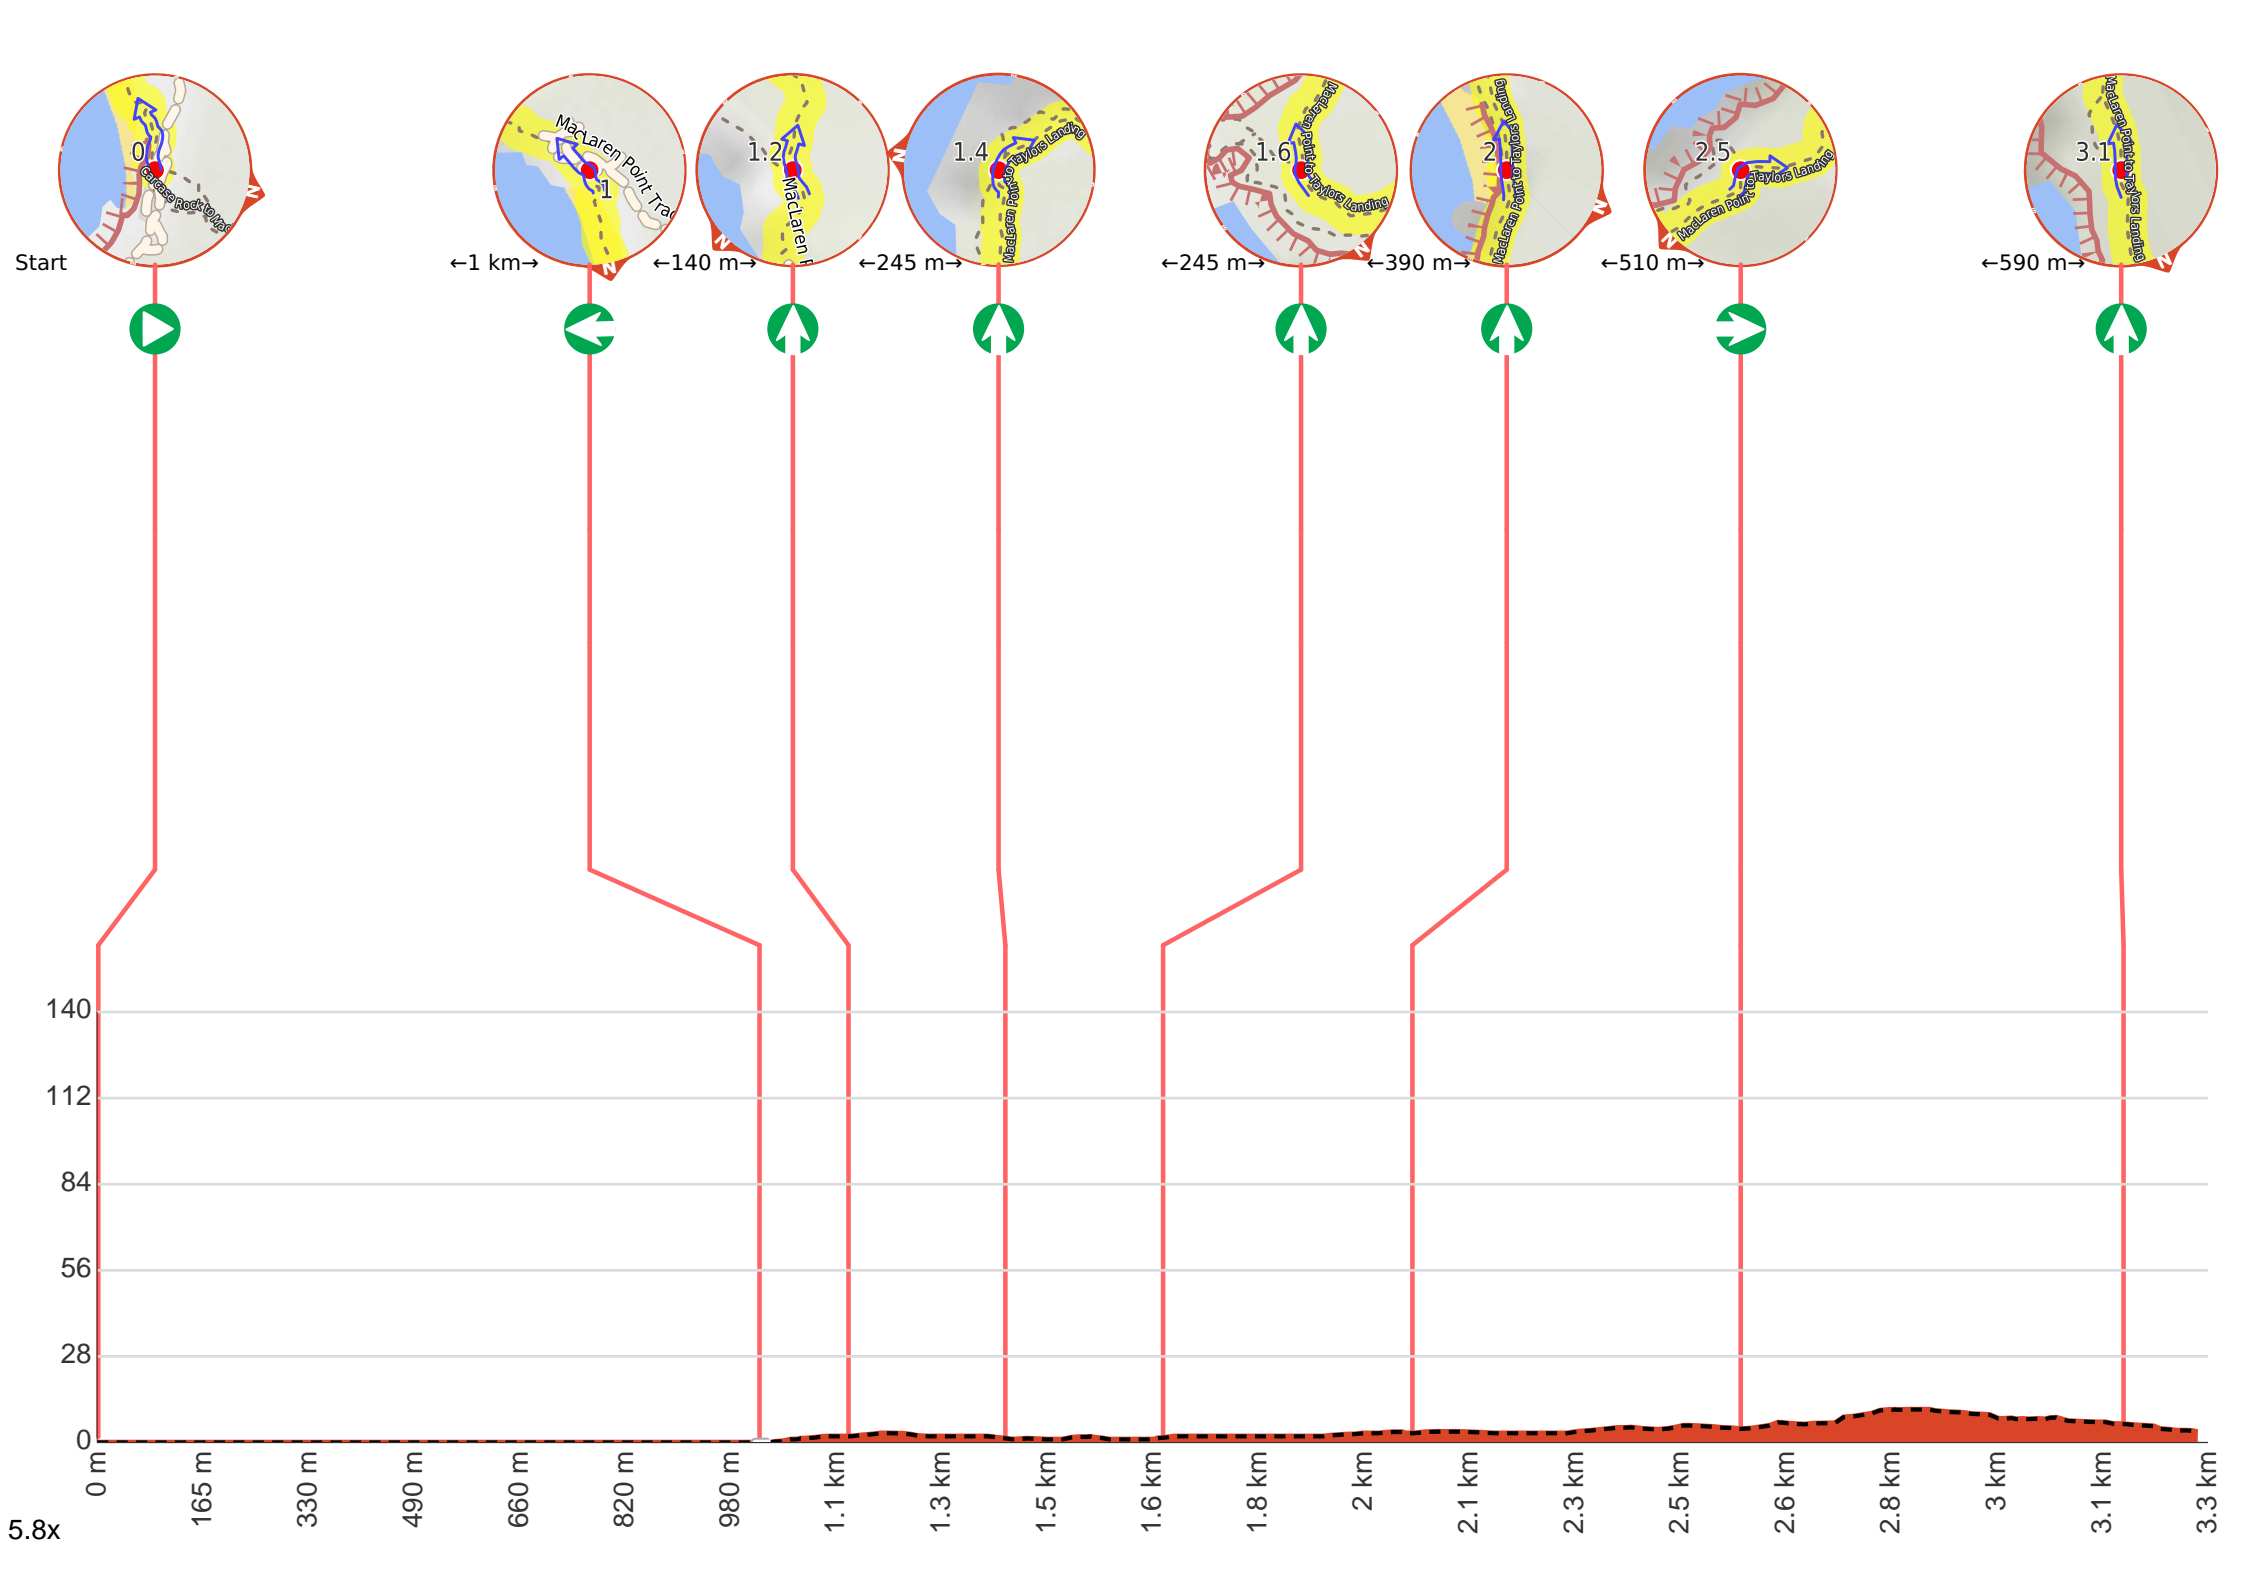 0
Carcase Rock to Mac
N
MacLaren Point Trac
1
N
1.2
MacLaren P
N
1.4
MacLaren Point to Taylors Landing
N
1.6
MacLaren Point to Taylors Landing
N
2
MacLaren Point to Taylors Landing
N
2.5
MacLaren Point to Taylors Landing
N
3.1
MacLaren Point to Taylors Landing
N
Start ←1 km→ ←140 m→ ←245 m→ ←245 m→ ←390 m→ ←510 m→ ←590 m→
140
112
84
56
28
0
0 m 165 m 330 m 490 m 660 m 820 m 980 m 1.1 km 1.3 km 1.5 km 1.6 km 1.8 km 2 km 2.1 km 2.3 km 2.5 km 2.6 km 2.8 km 3 km 3.1 km 3.3 km
5.8x